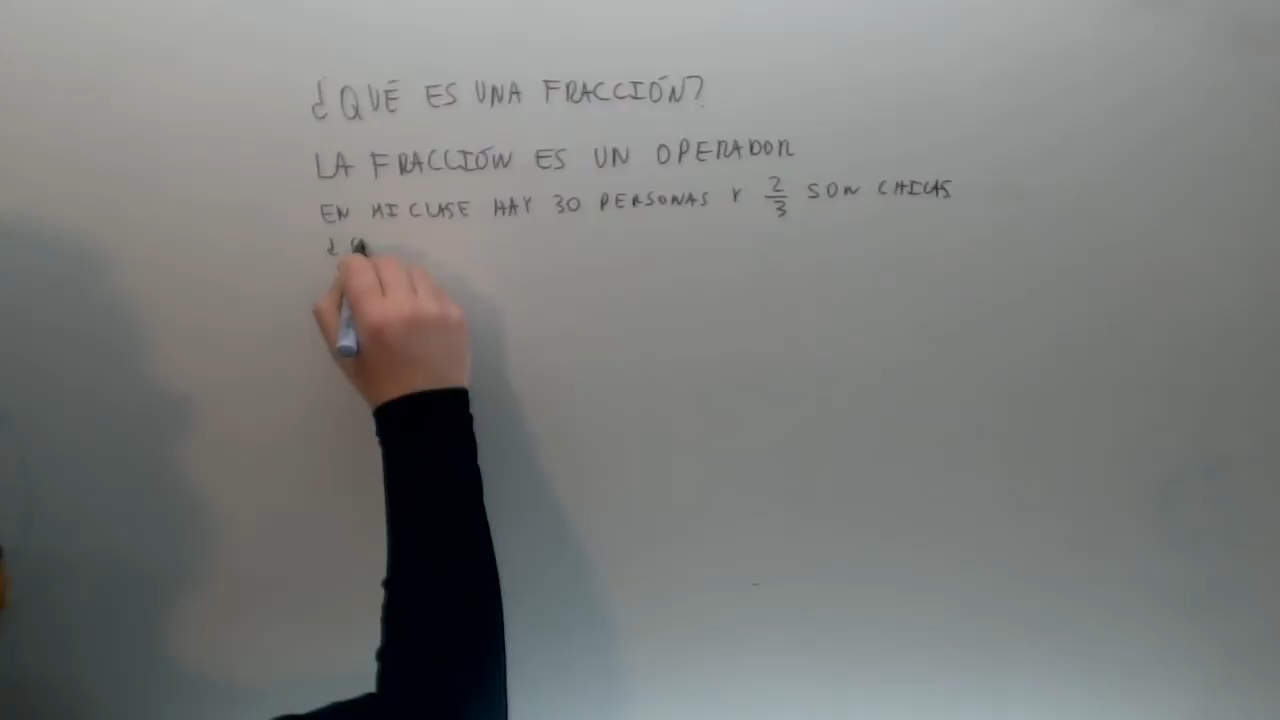 ¿QUÉ ES UNA FRACCIÓN?
LA FRACCIÓN ES UN OPERADOR
EN MI CLASE HAY 30 PERSONAS Y 2/3 SON CHICAS
¿